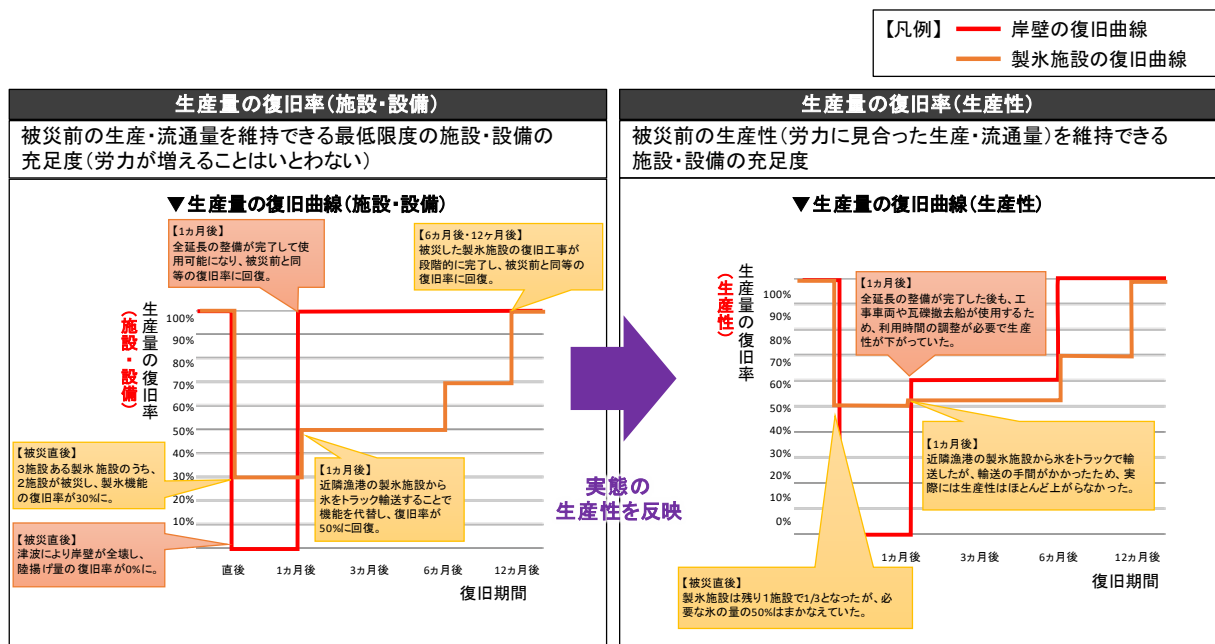 【凡例】
岸壁の復旧曲線
製氷施設の復旧曲線
生産量の復旧率(施設・設備)
被災前の生産・流通量を維持できる最低限度の施設・設備の
充足度(労力が増えることはいとわない)
▼生産量の復旧曲線(施設・設備)
【1ヵ月後】
全延長の整備が完了して使
用可能になり、被災前と同
等の復旧率に回復。
【6ヵ月後・12ヶ月後】
被災した製氷施設の復旧工事が
段階的に完了し、被災前と同等の
復旧率に回復。
生産量の復旧率
(施設・設備)
100%
90%
80%
70%
60%
50%
40%
30%
20%
10%
【被災直後】
3施設ある製氷施設のうち、
2施設が被災し、製氷機能
の復旧率が30%に。
【1ヵ月後】
近隣漁港の製氷施設から
氷をトラック輸送することで
機能を代替し、復旧率が
50%に回復。
【被災直後】
津波により岸壁が全壊し、
陸揚げ量の復旧率が0%に。
直後
1ヵ月後
3ヵ月後
6ヵ月後
12ヵ月後
復旧期間
実態の
生産性を反映
生産量の復旧率(生産性)
被災前の生産性(労力に見合った生産・流通量)を維持できる
施設・設備の充足度
▼生産量の復旧曲線(生産性)
生産量の復旧率
(生産性)
100%
90%
80%
70%
60%
50%
40%
30%
20%
10%
0%
【1ヵ月後】
全延長の整備が完了した後も、工
事車両や瓦礫撤去船が使用するた
め、利用時間の調整が必要で生産
性が下がっていた。
【1ヵ月後】
近隣漁港の製氷施設から氷をトラックで輸
送したが、輸送の手間がかかったため、実
際には生産性はほとんど上がらなかった。
1ヵ月後
3ヵ月後
6ヵ月後
12ヵ月後
復旧期間
【被災直後】
製氷施設は残り1施設で1/3となったが、必
要な氷の量の50%はまかなえていた。